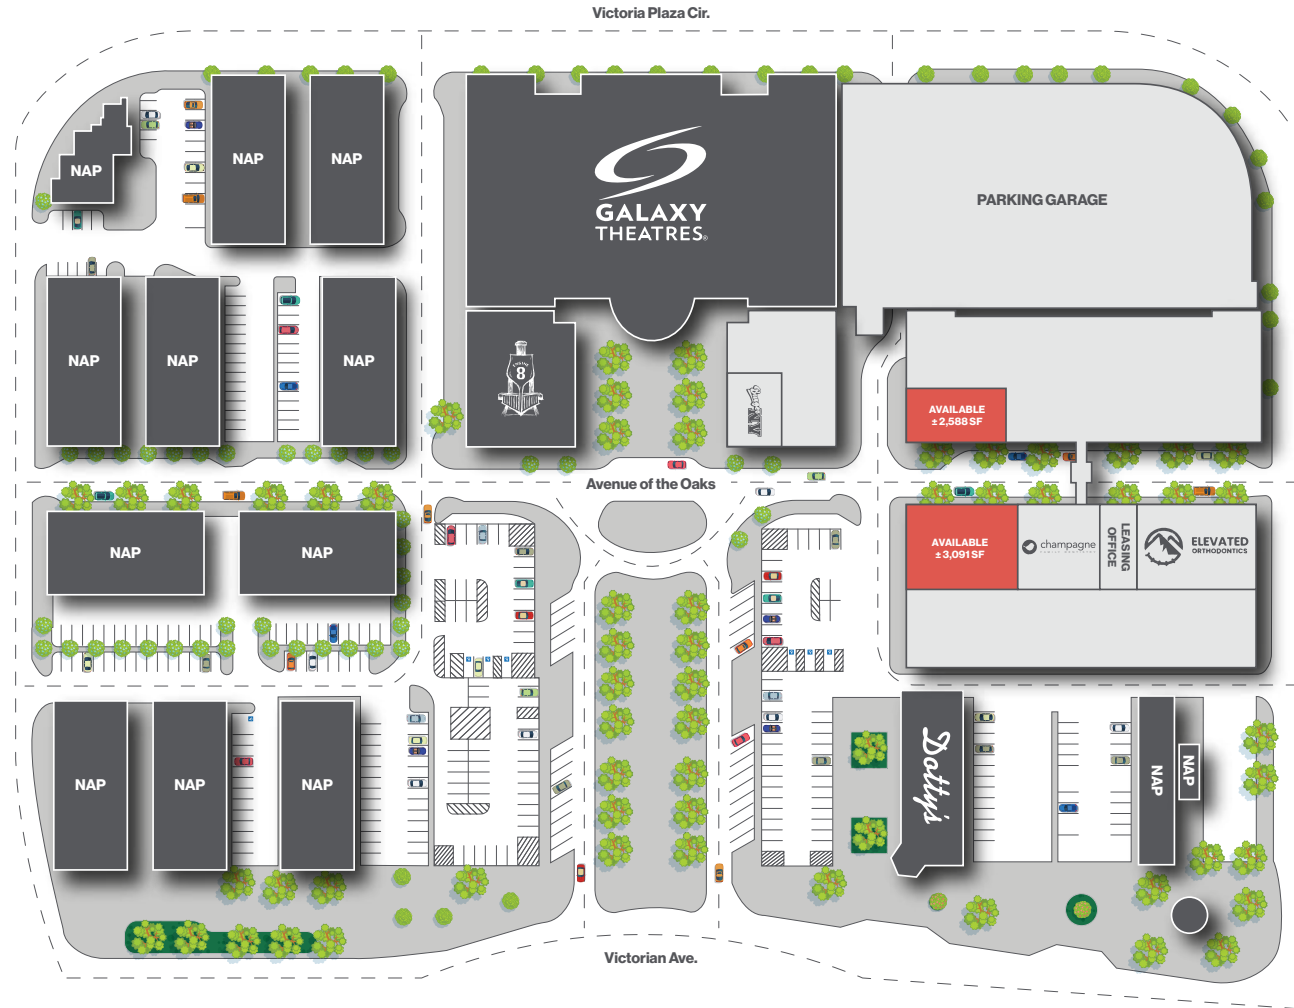 Victoria Plaza Cir.
NAP
NAP
NAP
GALAXY
THEATRES
PARKING GARAGE
NAP
NAP
NAP
ENGINE
8
AVAILABLE
± 2,588 SF
Avenue of the Oaks
NAP
NAP
AVAILABLE
± 3,091 SF
champagne
LEASING
OFFICE
ELEVATED
ORTHODONTICS
NAP
NAP
NAP
Dotty's
NAP
NAP
Victorian Ave.